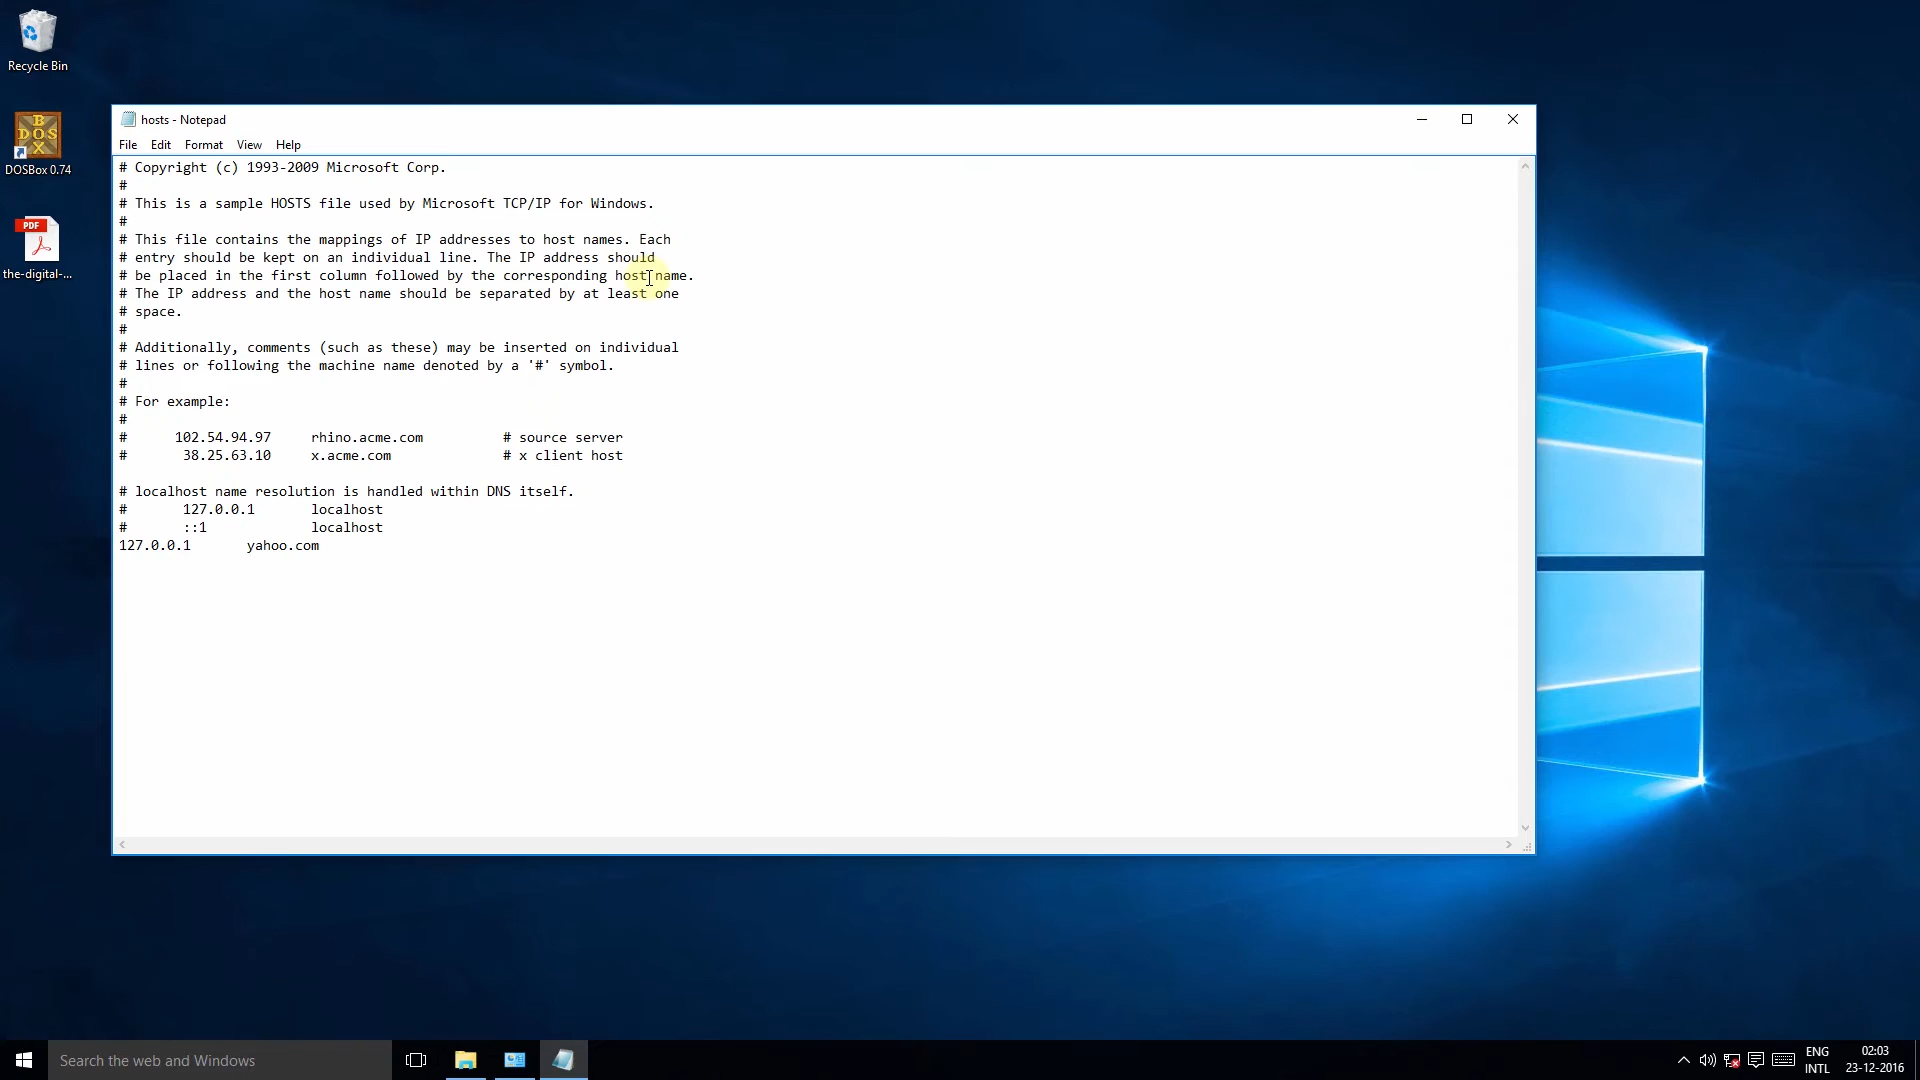 Recycle Bin
DOS
BOX
DOSBox 0.74
PDF
the-digital-...
hosts - Notepad
File Edit Format View Help
# Copyright (c) 1993-2009 Microsoft Corp.
#
# This is a sample HOSTS file used by Microsoft TCP/IP for Windows.
#
# This file contains the mappings of IP addresses to host names. Each
# entry should be kept on an individual line. The IP address should
# be placed in the first column followed by the corresponding host name.
# The IP address and the host name should be separated by at least one
# space.
#
# Additionally, comments (such as these) may be inserted on individual
# lines or following the machine name denoted by a '#' symbol.
#
# For example:
#
#      102.54.94.97     rhino.acme.com          # source server
#       38.25.63.10     x.acme.com              # x client host
# localhost name resolution is handled within DNS itself.
#       127.0.0.1       localhost
#       ::1             localhost
127.0.0.1       yahoo.com
Search the web and Windows
ENG
INTL
02:03
23-12-2016